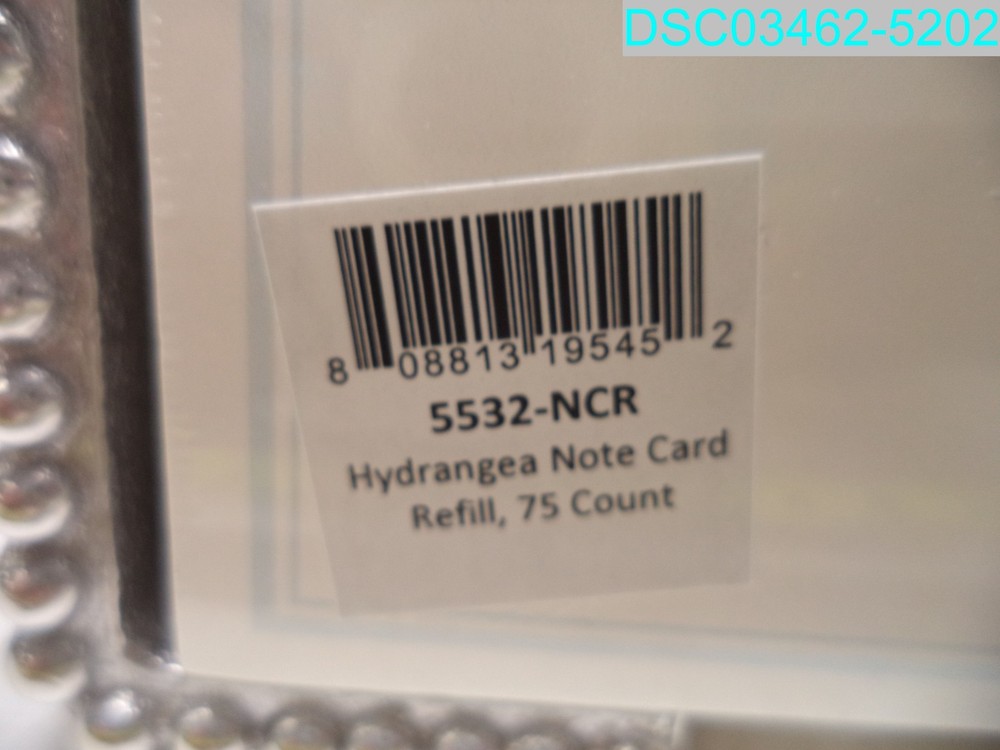 DSC03462-5202
8 08813 19545 2
5532-NCR
Hydrangea Note Card
Refill, 75 Count